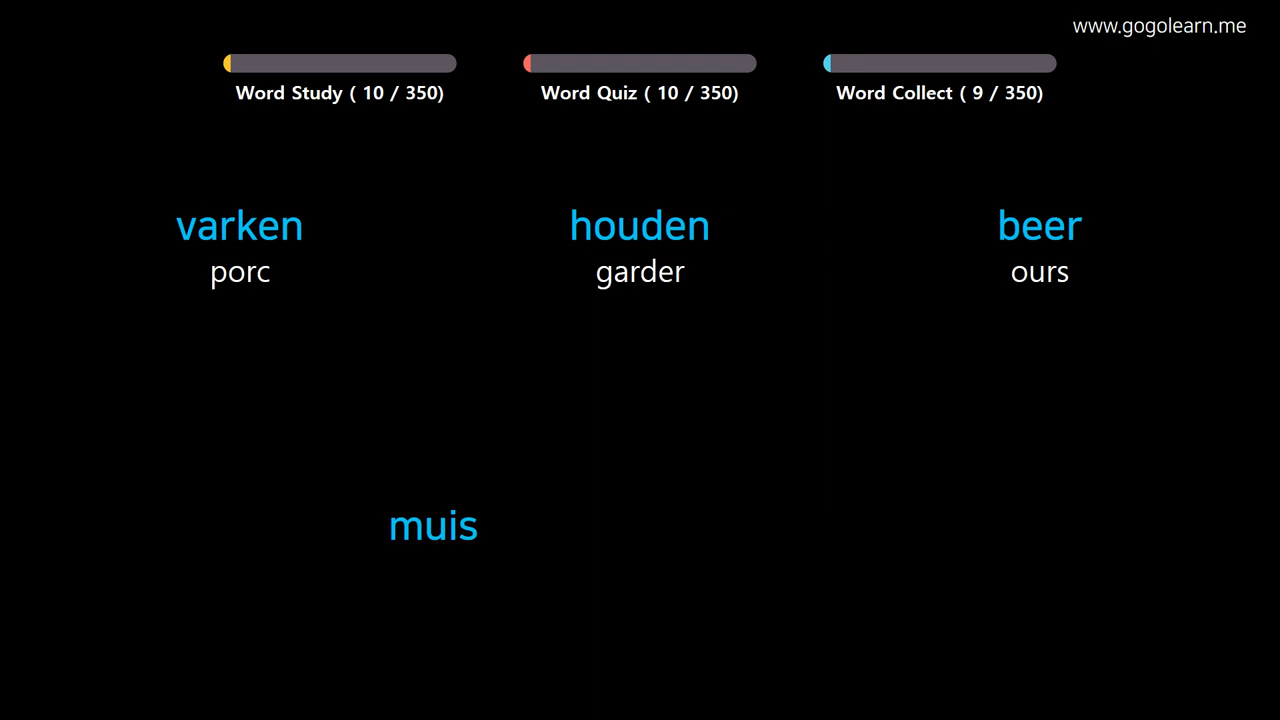 www.gogolearn.me
Word Study ( 10 / 350)
Word Quiz ( 10 / 350)
Word Collect ( 9 / 350)
varken
porc
houden
garder
beer
ours
muis